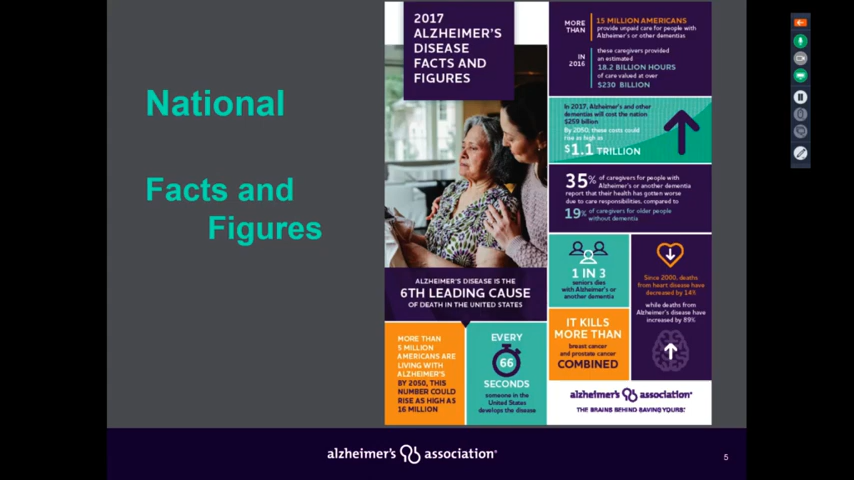 National
Facts and
Figures
2017
ALZHEIMER'S
DISEASE
FACTS AND
FIGURES
MORE
THAN
15 MILLION AMERICANS
provide unpaid care for people with
Alzheimer's or other dementias
IN
2016
these caregivers provided
an estimated
18.2 BILLION HOURS
of care valued at over
$230 BILLION
In 2017, Alzheimer's and other
dementias will cost the nation
$259 billion
By 2050, these costs could
rise as high as
$1.1 TRILLION
35% of caregivers for people with
Alzheimer's or another dementia
report that their health has gotten worse
due to care responsibilities, compared to
19% of caregivers for older people
without dementia
ALZHEIMER'S DISEASE IS THE
6TH LEADING CAUSE
OF DEATH IN THE UNITED STATES
1 IN 3
seniors dies
with Alzheimer's or
another dementia
Since 2000, deaths
from heart disease have
decreased by 14%
while deaths from
Alzheimer's disease have
increased by 89%
MORE THAN
5 MILLION
AMERICANS ARE
LIVING WITH
ALZHEIMER'S
BY 2050, THIS
NUMBER COULD
RISE AS HIGH AS
16 MILLION
EVERY
66
SECONDS
someone in the
United States
develops the disease
IT KILLS
MORE THAN
breast cancer and
prostate cancer
COMBINED
alzheimer's association®
THE BRAINS BEHIND SAVING YOURS.®
alzheimer's association®
5